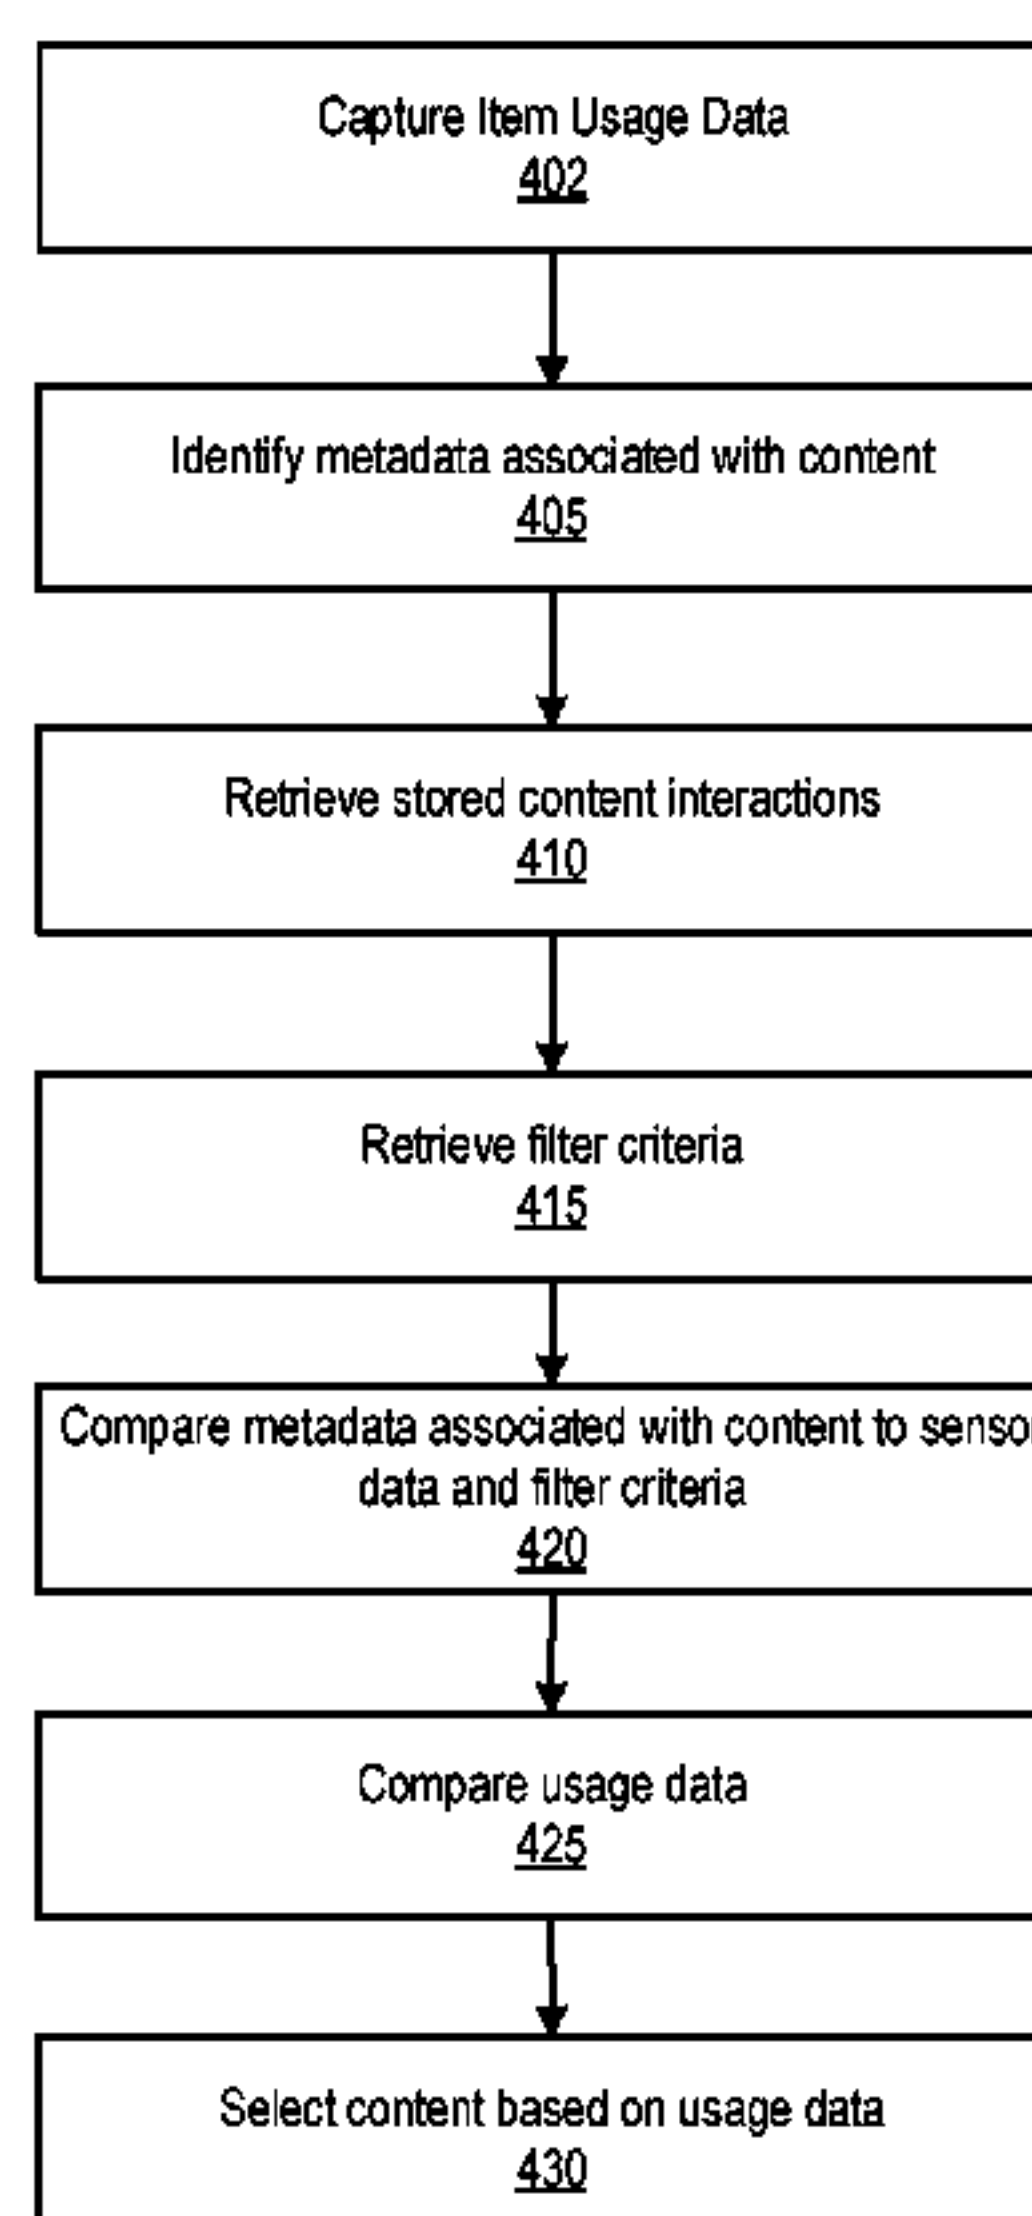 Capture Item Usage Data
402
Identify metadata associated with content
405
Retrieve stored content interactions
410
Retrieve filter criteria
415
Compare metadata associated with content to
data and filter criteria
420
Compare usage data
425
Select content based on usage data
430